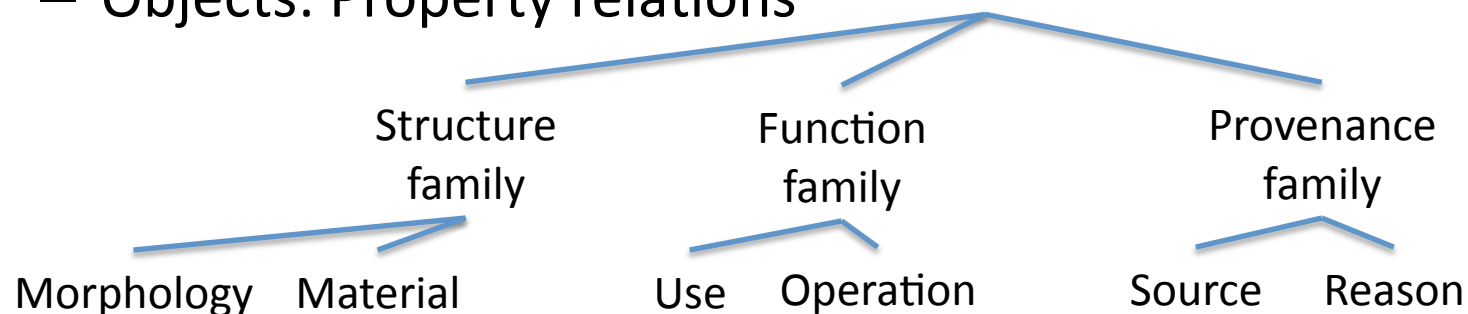 – Objects: Property relations
Structure family
Function family
Provenance family
Morphology Material Use Operation Source Reason